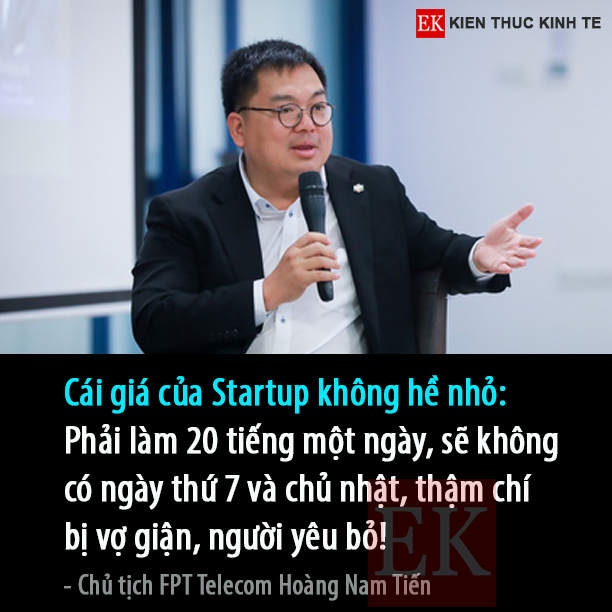 EK KIEN THUC KINH TE
Cái giá của Startup không hề nhỏ:
Phải làm 20 tiếng một ngày, sẽ không
có ngày thứ 7 và chủ nhật, thậm chí
bị vợ giận, người yêu bỏ!
- Chủ tịch FPT Telecom Hoàng Nam Tiến
EK